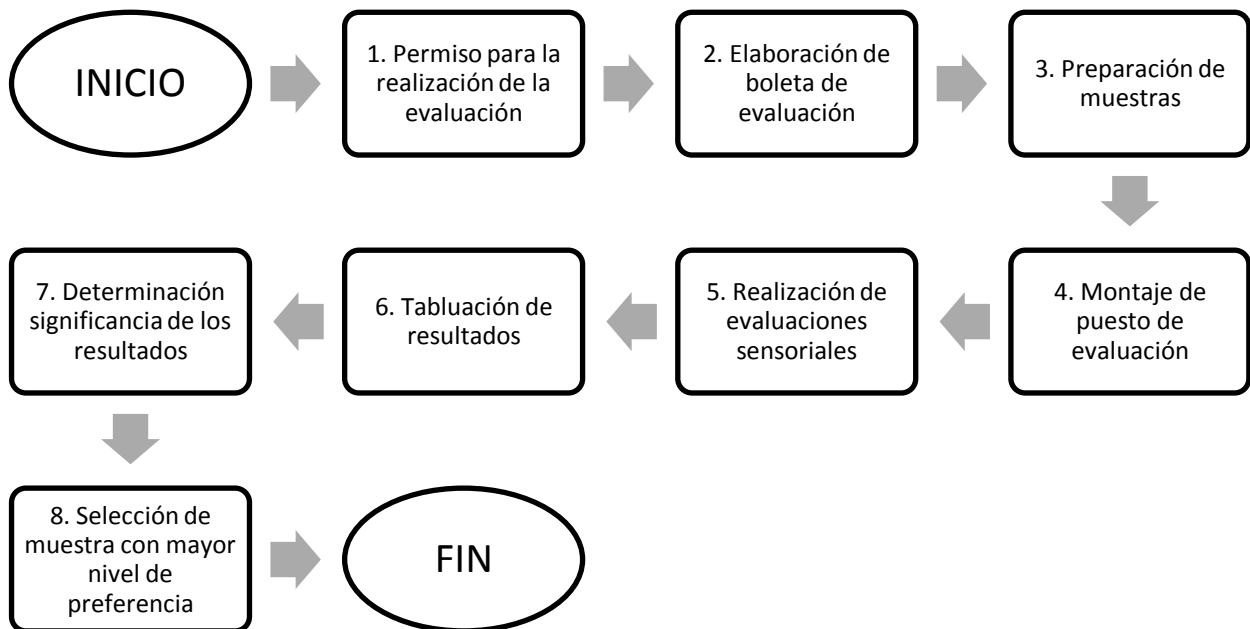 INICIO
1. Permiso para la
realización de la
evaluación
2. Elaboración de
boleta de
evaluación
3. Preparación de
muestras
4. Montaje de
puesto de
evaluación
5. Realización de
evaluaciones
sensoriales
6. Tabluación de
resultados
7. Determinación
significancia de los
resultados
8. Selección de
muestra con mayor
nivel de
preferencia
FIN